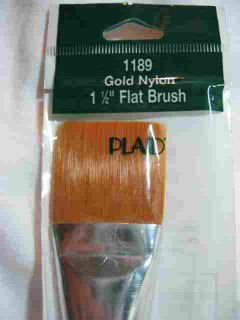 1189
Gold Nylon
1 ½" Flat Brush
PLAID